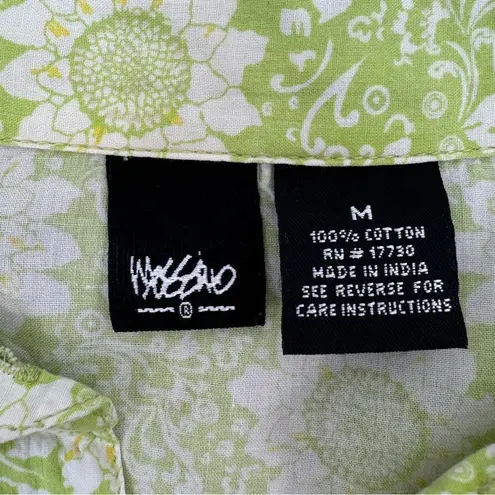 Mossimo
®
M
100% COTTON
RN # 17730
MADE IN INDIA
SEE REVERSE FOR
CARE INSTRUCTIONS